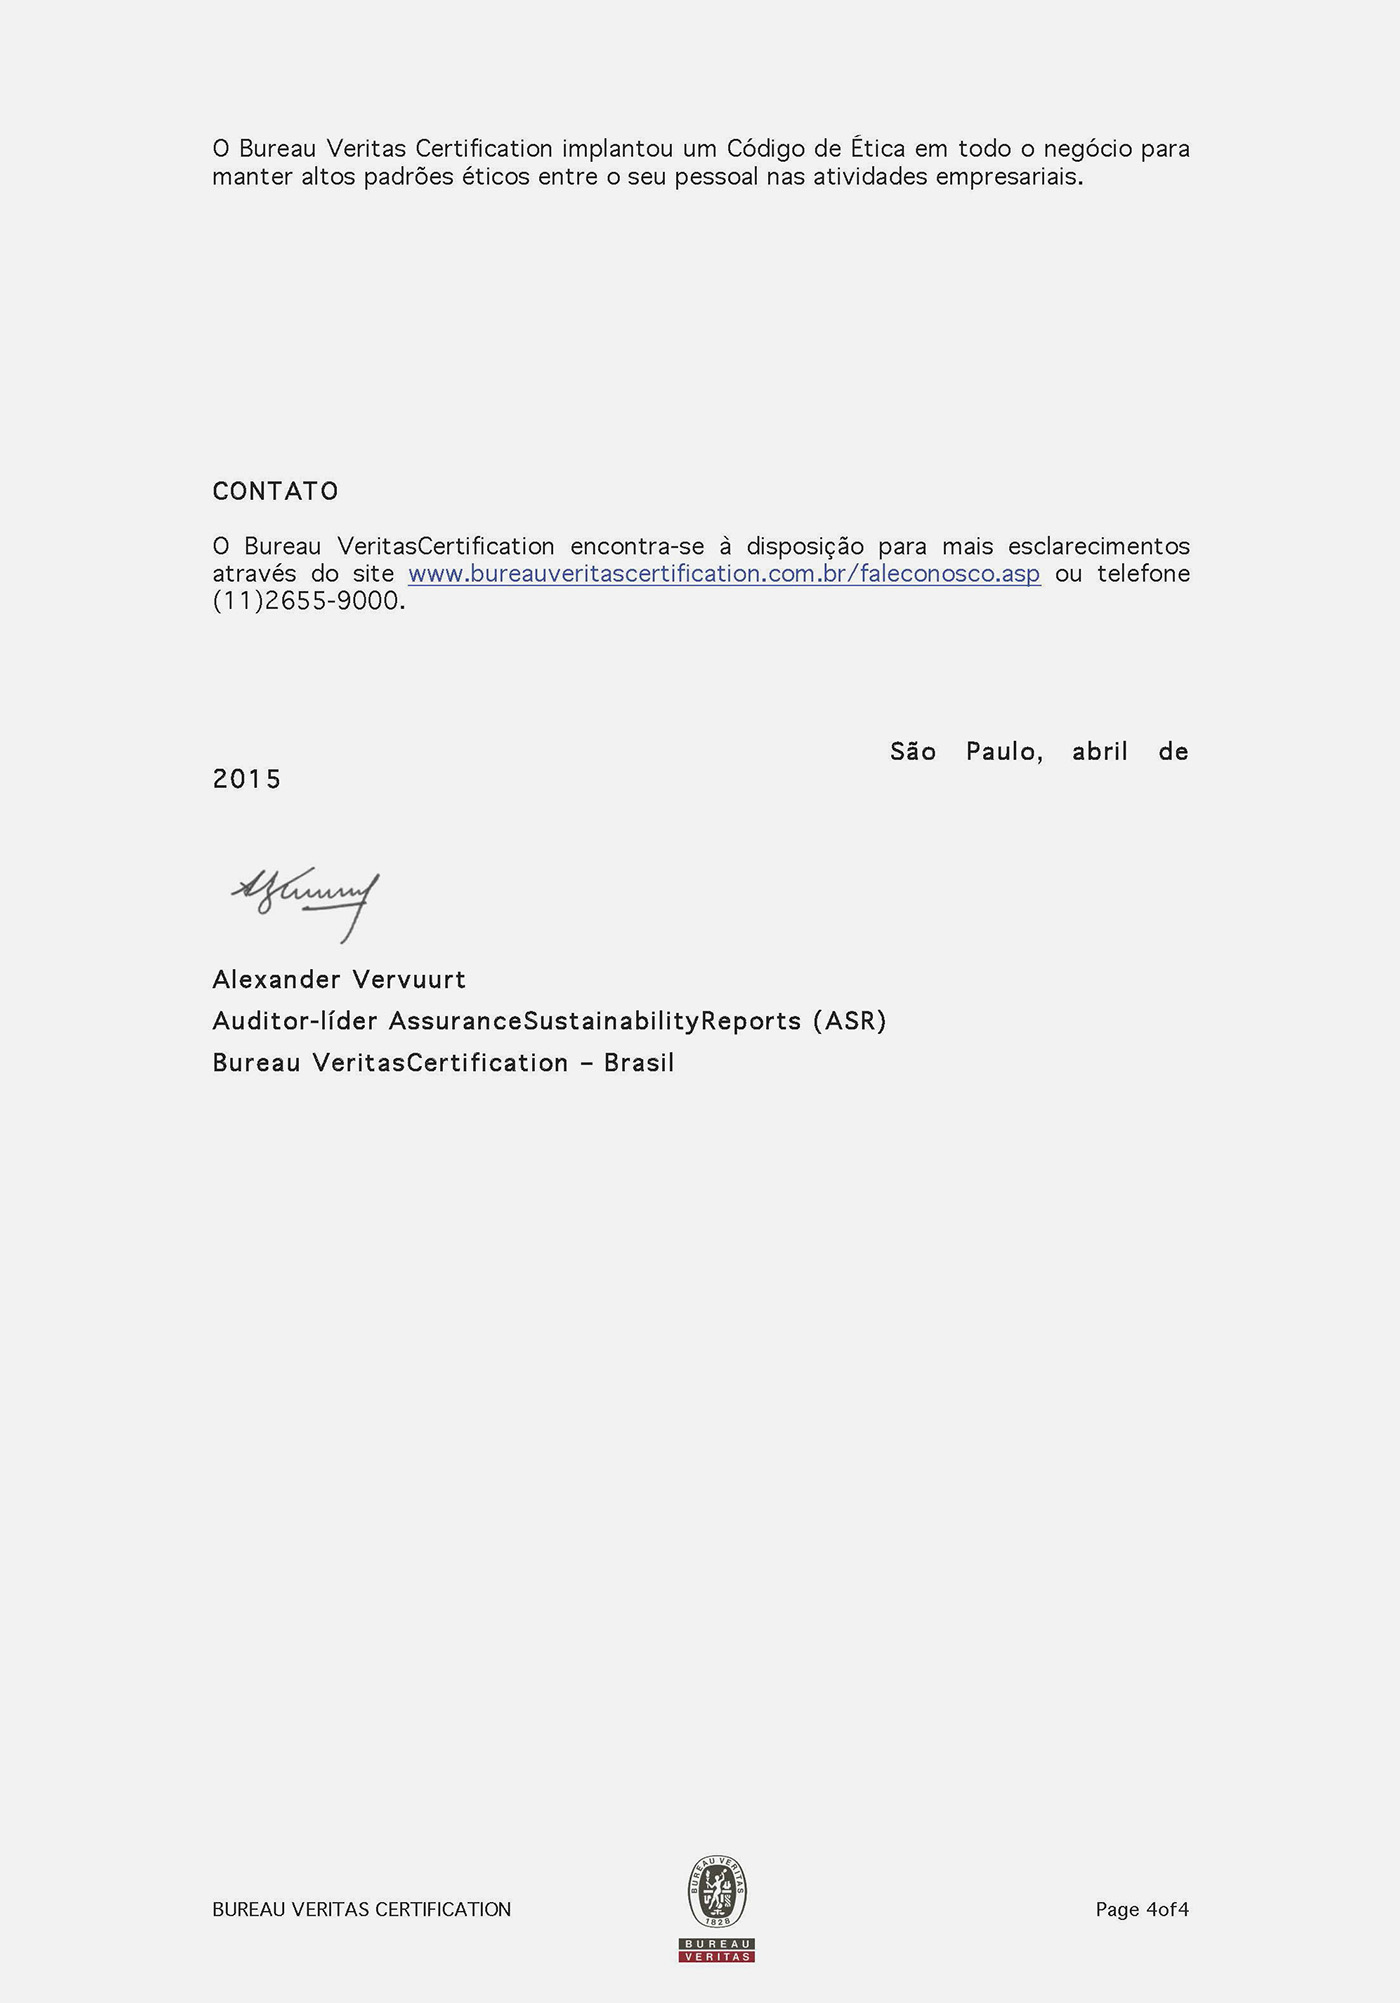 O Bureau Veritas Certification implantou um Código de Ética em todo o negócio para
manter altos padrões éticos entre o seu pessoal nas atividades empresariais.
CONTATO
O Bureau VeritasCertification encontra-se à disposição para mais esclarecimentos
através do site www.bureauveritascertification.com.br/faleconosco.asp ou telefone
(11)2655-9000.
São Paulo, abril de
2015
Alexander Vervuurt
Auditor-líder AssuranceSustainabilityReports (ASR)
Bureau VeritasCertification – Brasil
BUREAU VERITAS CERTIFICATION
BUREAU VERITAS
1828
BUREAU
VERITAS
Page 4of4